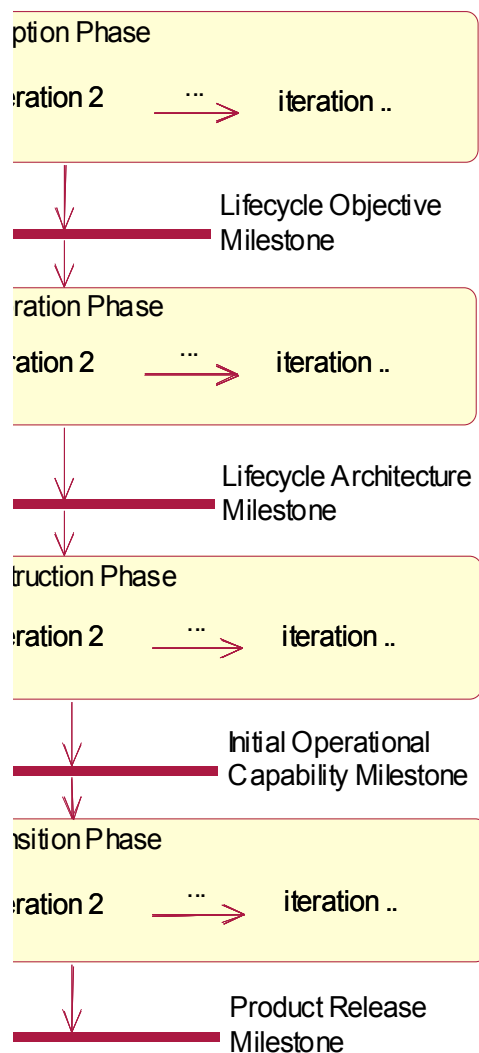 ption Phase
eration 2 ... iteration ..
Lifecycle Objective
Milestone
ration Phase
ration 2 ... iteration ..
Lifecycle Architecture
Milestone
truction Phase
eration 2 ... iteration ..
Initial Operational
Capability Milestone
nsition Phase
eration 2 ... iteration ..
Product Release
Milestone